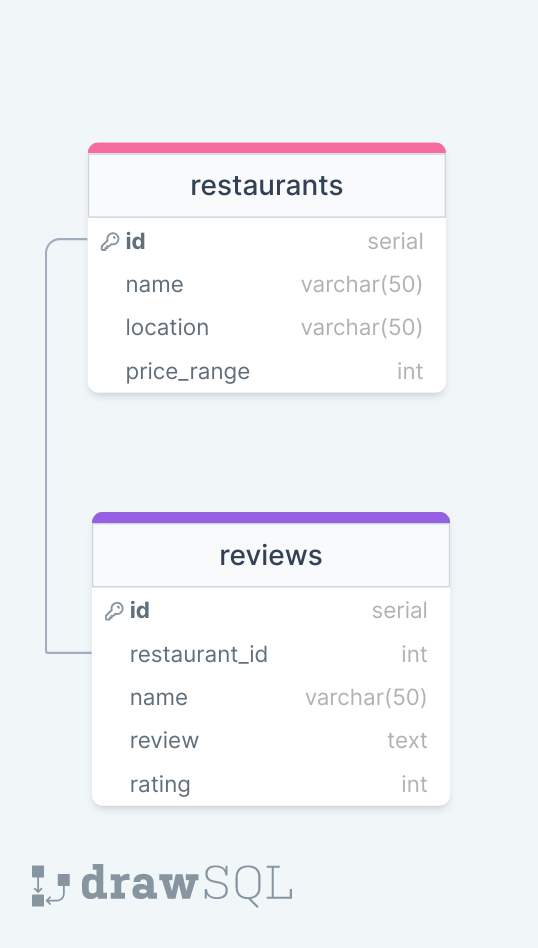 restaurants
id serial
name varchar(50)
location varchar(50)
price_range int
reviews
id serial
restaurant_id int
name varchar(50)
review text
rating int
drawSQL